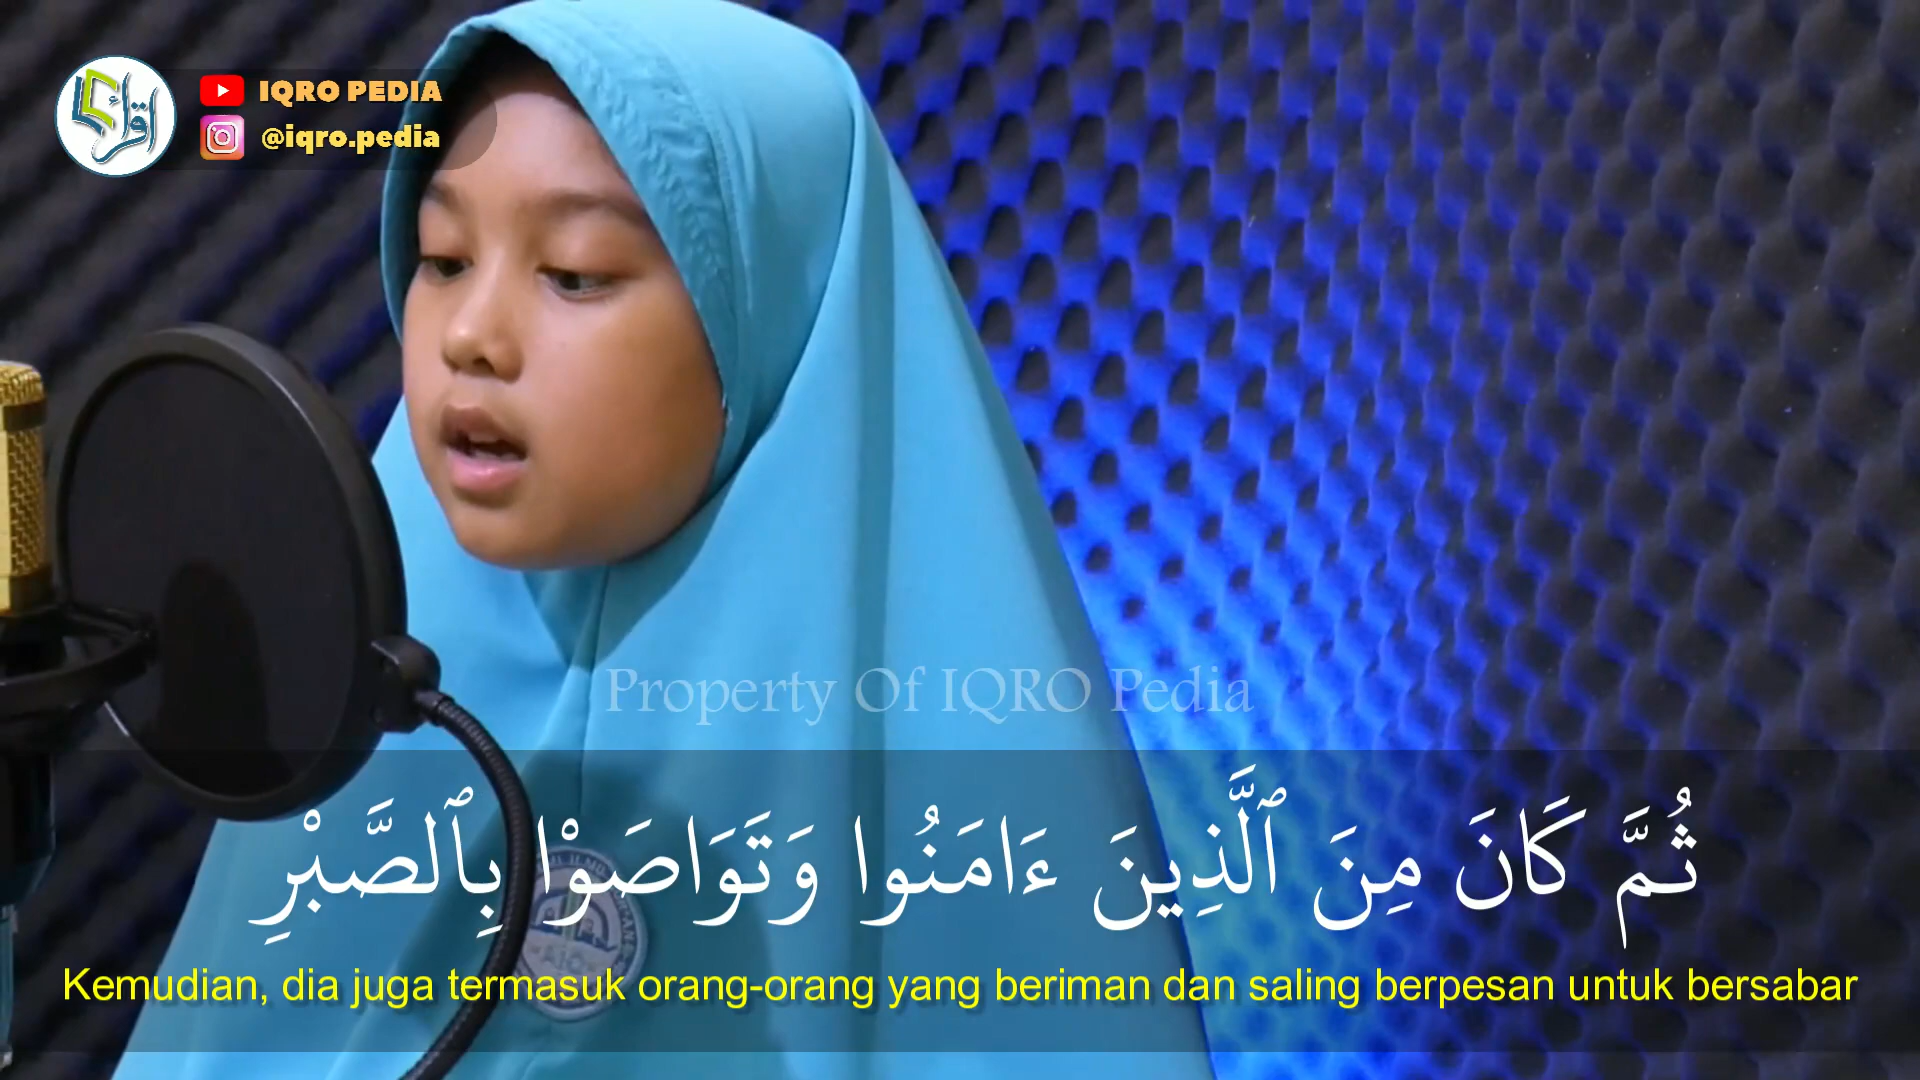 اقرأ
IQRO PEDIA
@iqro.pedia
Property Of IQRO Pedia
ثُمَّ كَانَ مِنَ ٱلَّذِينَ ءَامَنُوا وَتَوَاصَوْا بِٱلصَّبْرِ
Kemudian, dia juga termasuk orang-orang yang beriman dan saling berpesan untuk bersabar